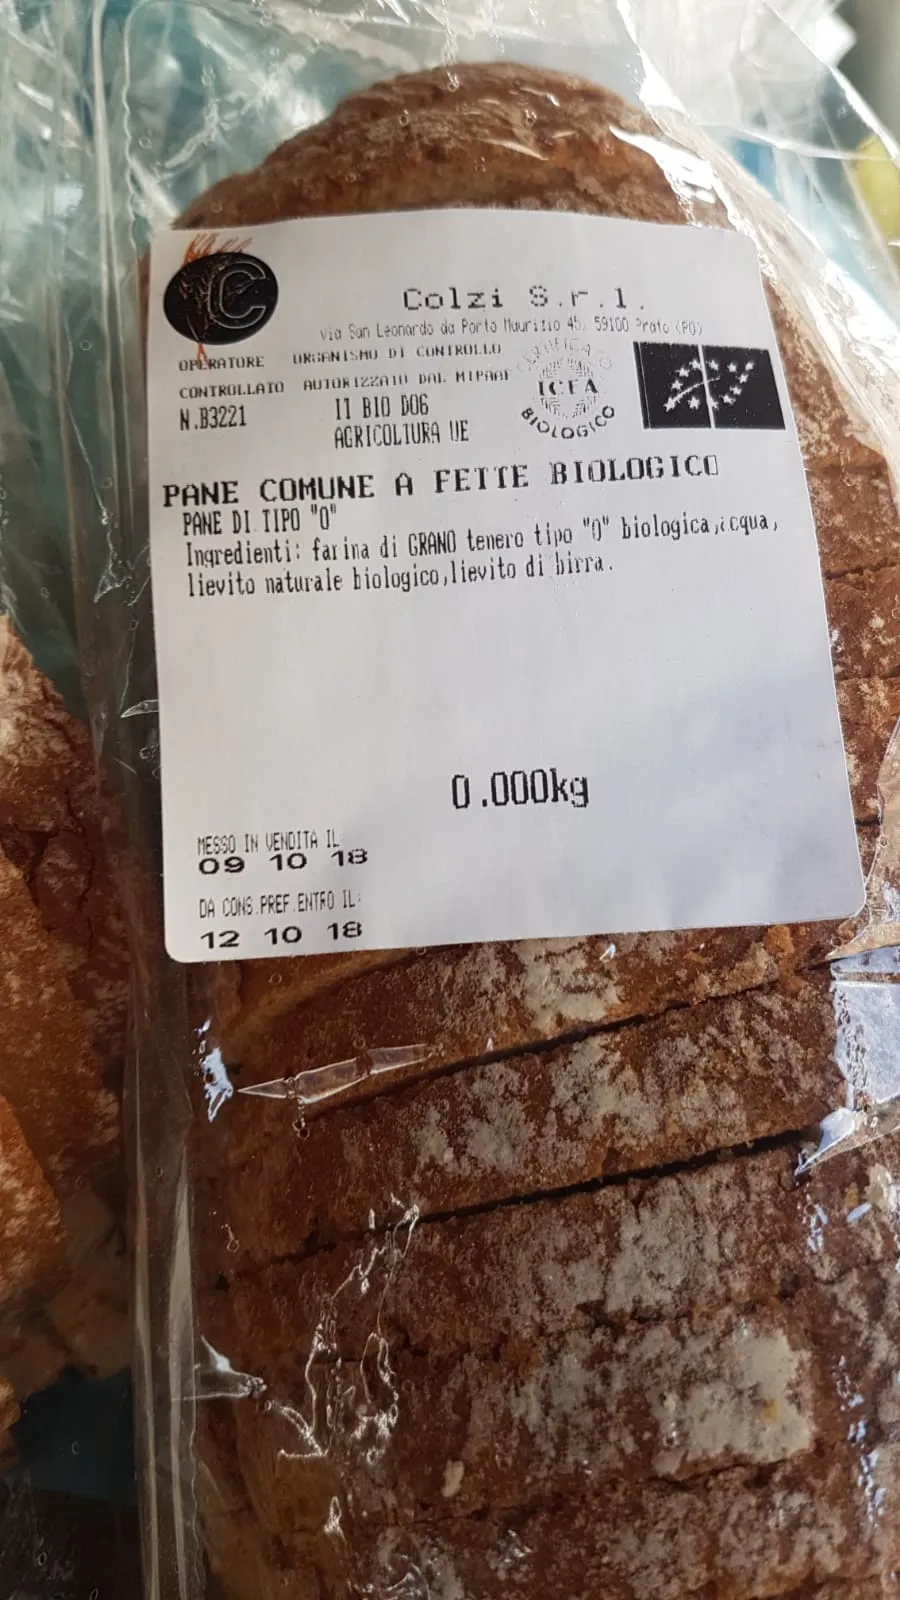 C
Colzi S.r.l.
via San Leonardo da Porto Maurizio 45, 59100 Prato (PO)
OPERATORE
CONTROLLATO
N.B3221
ORGANISMO DI CONTROLLO
AUTORIZZATO DAL MIPAAF
IT BIO 006
AGRICOLTURA UE
CERTIFICATO
ICEA
BIOLOGICO
PANE COMUNE A FETTE BIOLOGICO
PANE DI TIPO "0"
Ingredienti: farina di GRANO tenero tipo "0" biologica,acqua,
lievito naturale biologico,lievito di birra.
0.000kg
MESSO IN VENDITA IL
09 10 18
DA CONS.PREF.ENTRO IL:
12 10 18